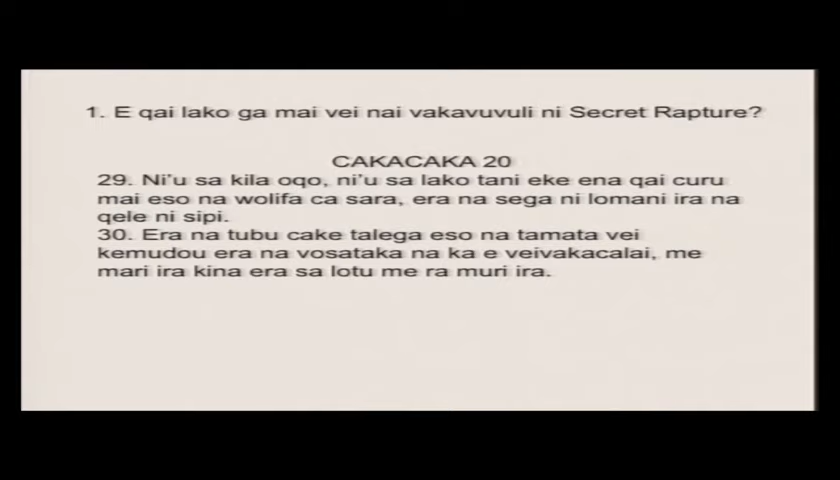 1. E qai lako ga mai vei nai vakavuvuli ni Secret Rapture?
CAKACAKA 20
29. Ni'u sa kila oqo, ni'u sa lako tani eke ena qai curu
mai eso na wolifa ca sara, era na sega ni lomani ira na
qele ni sipi.
30. Era na tubu cake talega eso na tamata vei
kemudou era na vosataka na ka e veivakacalai, me
mari ira kina era sa lotu me ra muri ira.